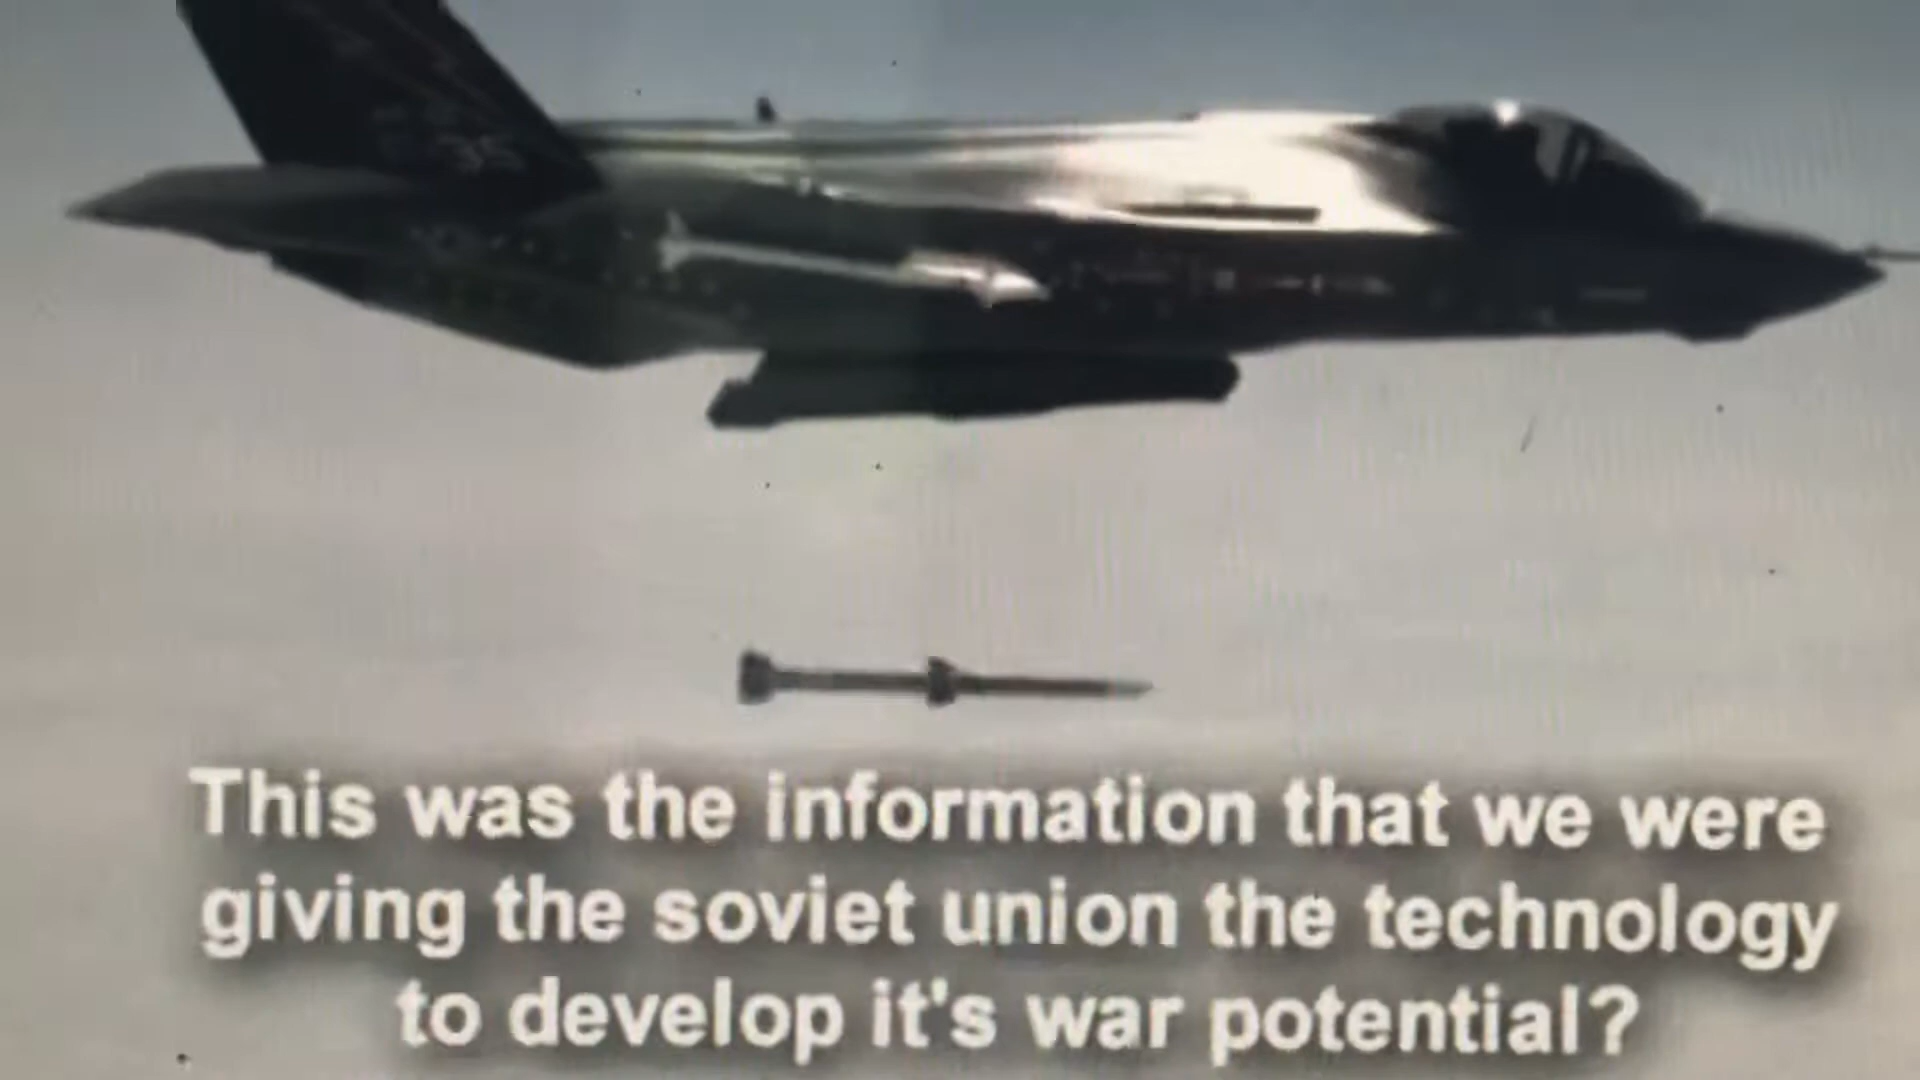 This was the information that we were
giving the soviet union the technology
to develop it's war potential?